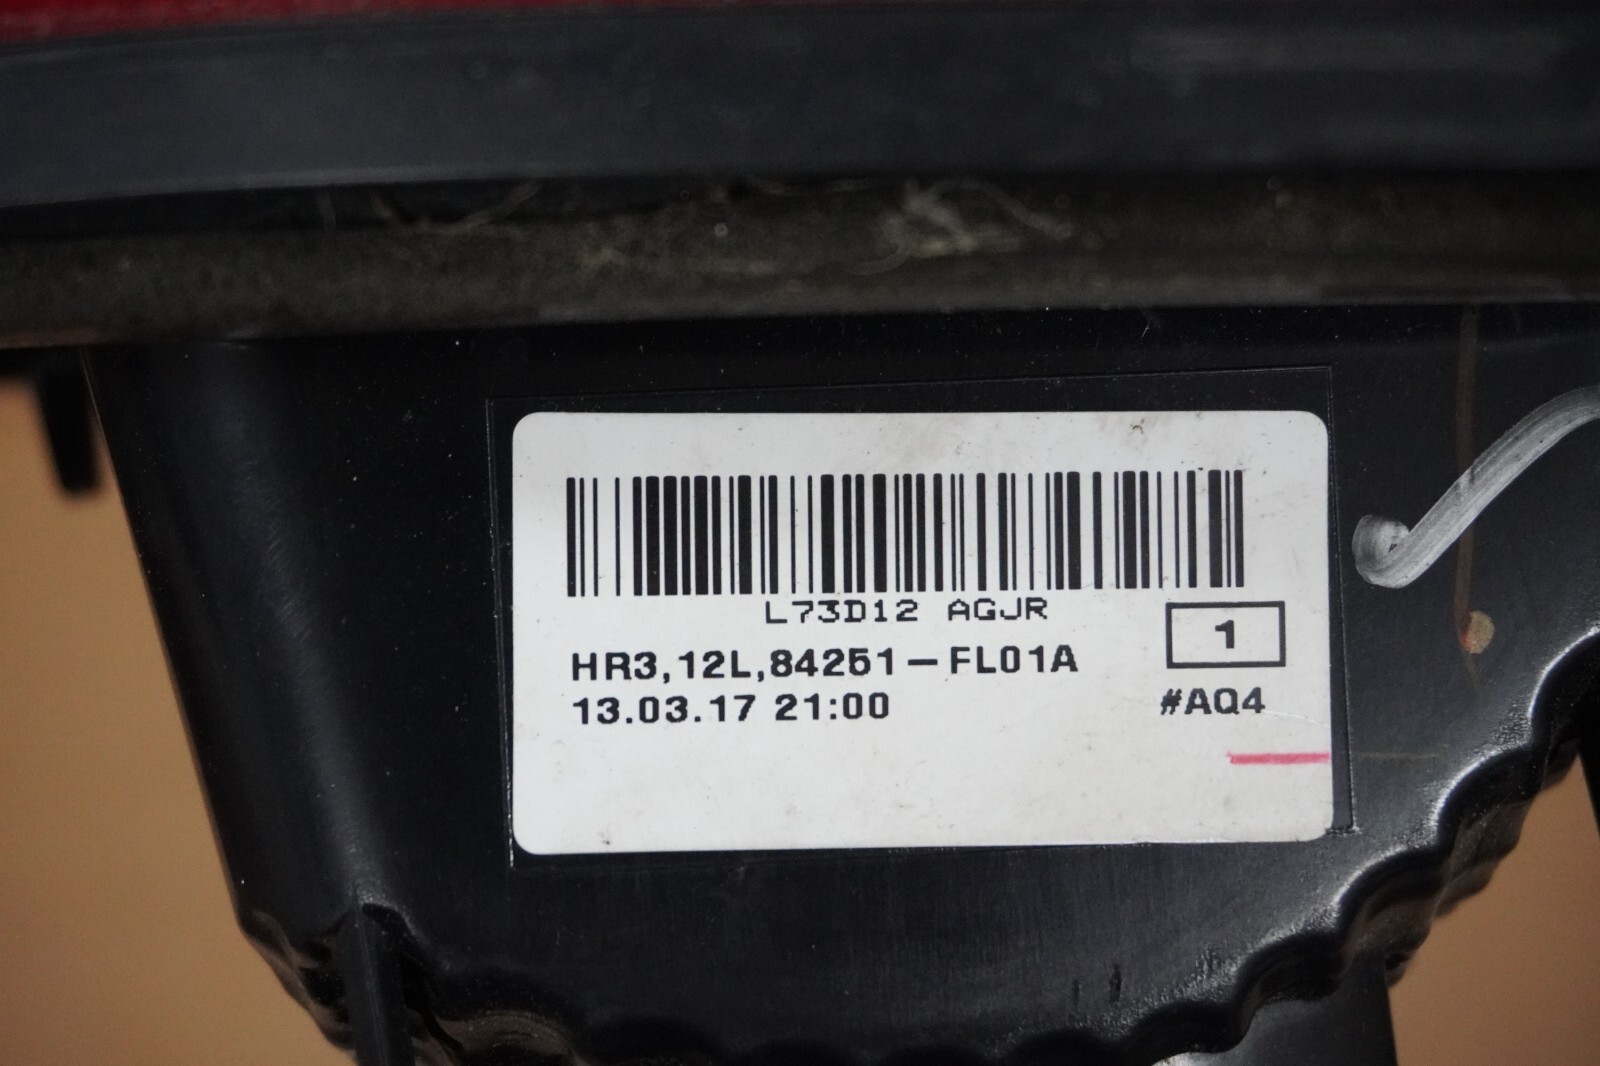 L73D12 AGJR
HR3,12L,84251-FL01A
1
13.03.17 21:00
#AQ4